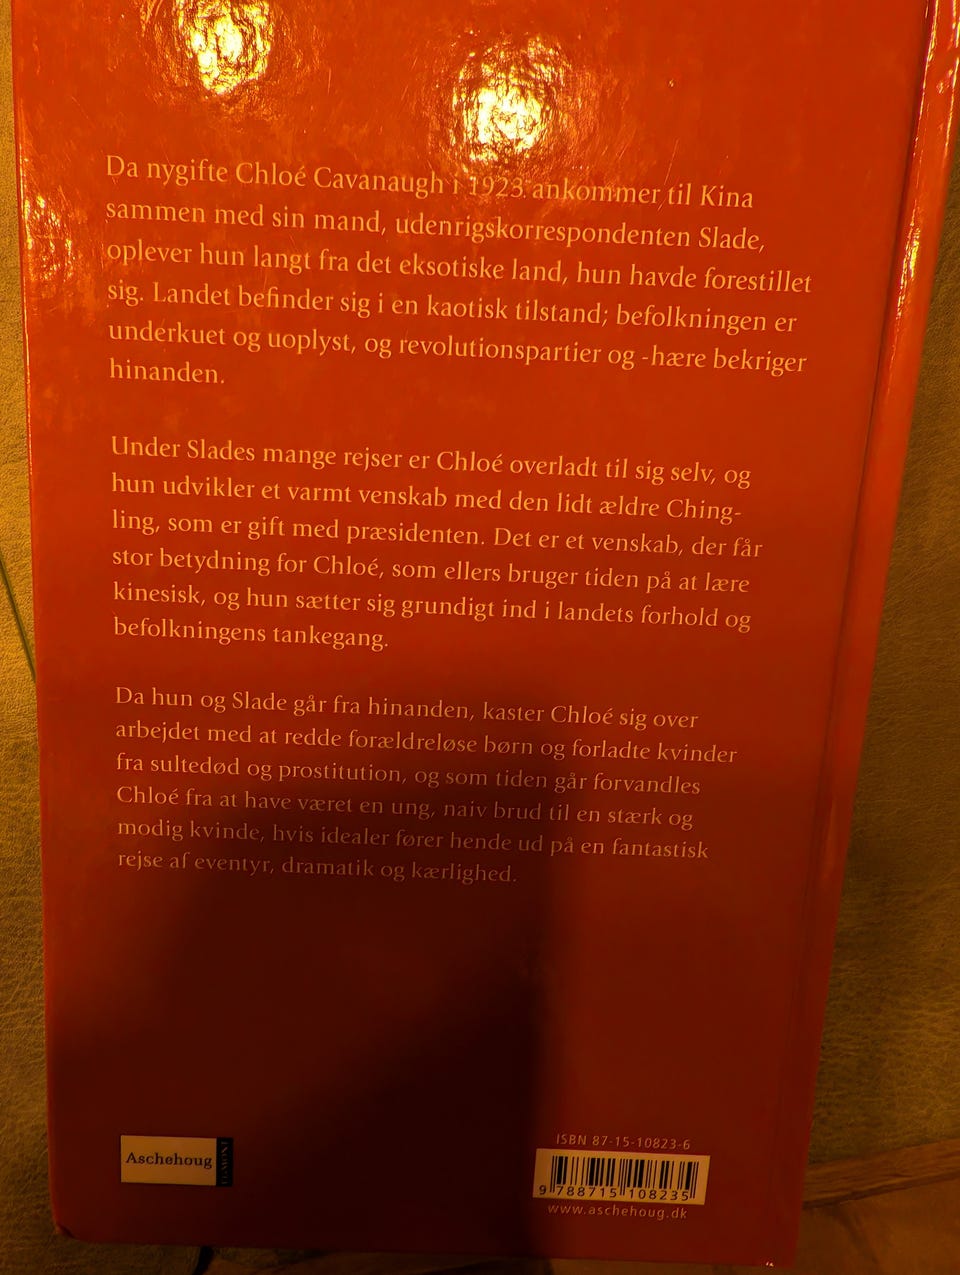 Da nygifte Chloé Cavanaugh i 1923 ankommer til Kina
sammen med sin mand, udenrigskorrespondenten Slade,
oplever hun langt fra det eksotiske land, hun havde forestillet
sig. Landet befinder sig i en kaotisk tilstand; befolkningen er
underkuet og uoplyst, og revolutionspartier og -hære bekriger
hinanden.
Under Slades mange rejser er Chloé overladt til sig selv, og
hun udvikler et varmt venskab med den lidt ældre Ching-
ling, som er gift med præsidenten. Det er et venskab, der får
stor betydning for Chloé, som ellers bruger tiden på at lære
kinesisk, og hun sætter sig grundigt ind i landets forhold og
befolkningens tankegang.
Da hun og Slade går fra hinanden, kaster Chloé sig over
arbejdet med at redde forældreløse børn og forladte kvinder
fra sultedød og prostitution, og som tiden går forvandles
Chloé fra at have været en ung, naiv brud til en stærk og
modig kvinde, hvis idealer fører hende ud på en fantastisk
rejse af eventyr, dramatik og kærlighed.
Aschehoug
EGMONT
ISBN 87-15-10823-6
9 788715 108235
www.aschehoug.dk